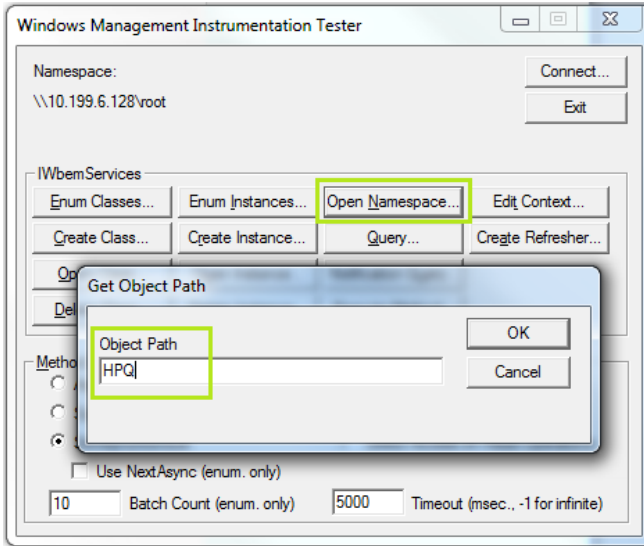 Windows Management Instrumentation Tester
Namespace:
Connect...
\\10.199.6.128\root
Exit
IWbemServices
Enum Classes... Enum Instances... Open Namespace... Edit Context...
Create Class... Create Instance... Query... Create Refresher...
Get Object Path
Object Path
HPQ
OK
Cancel
Use NextAsync (enum. only)
10 Batch Count (enum. only) 5000 Timeout (msec., -1 for infinite)